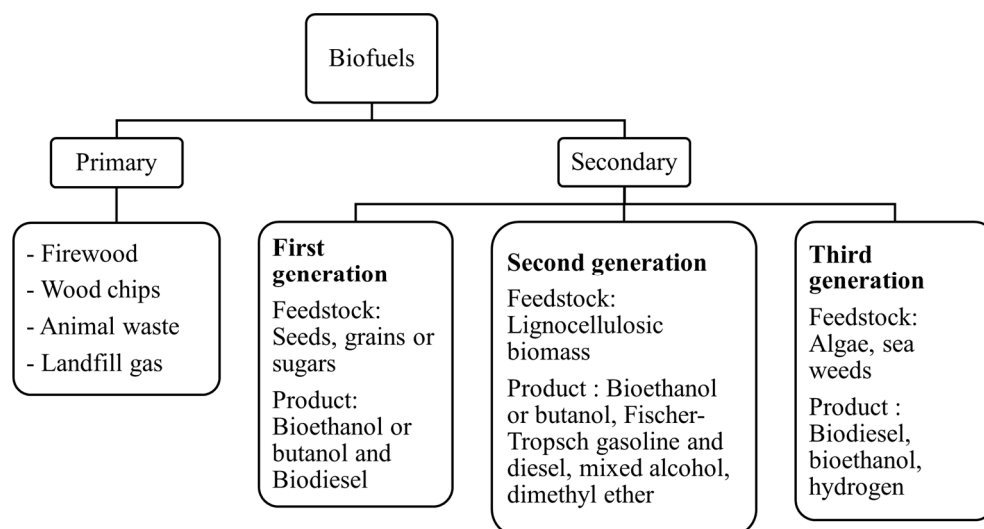 Biofuels
Primary
Secondary
- Firewood
- Wood chips
- Animal waste
- Landfill gas
First
generation
Feedstock:
Seeds, grains or
sugars
Product:
Bioethanol or
butanol and
Biodiesel
Second generation
Feedstock:
Lignocellulosic
biomass
Product : Bioethanol
or butanol, Fischer-
Tropsch gasoline and
diesel, mixed alcohol,
dimethyl ether
Third
generation
Feedstock:
Algae, sea
weeds
Product :
Biodiesel,
bioethanol,
hydrogen